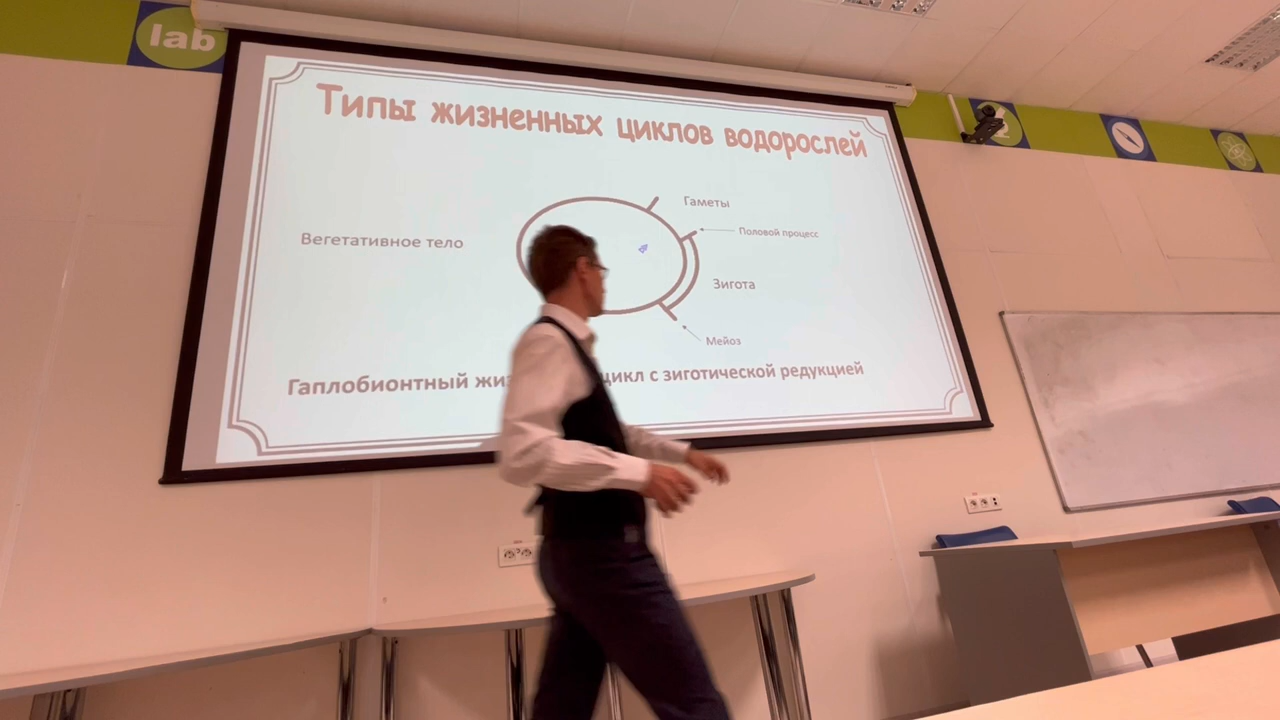 lab
Типы жизненных циклов водорослей
Гаметы
Половой процесс
Вегетативное тело
Зигота
Мейоз
Гаплобионтный жиз цикл с зиготической редукцией